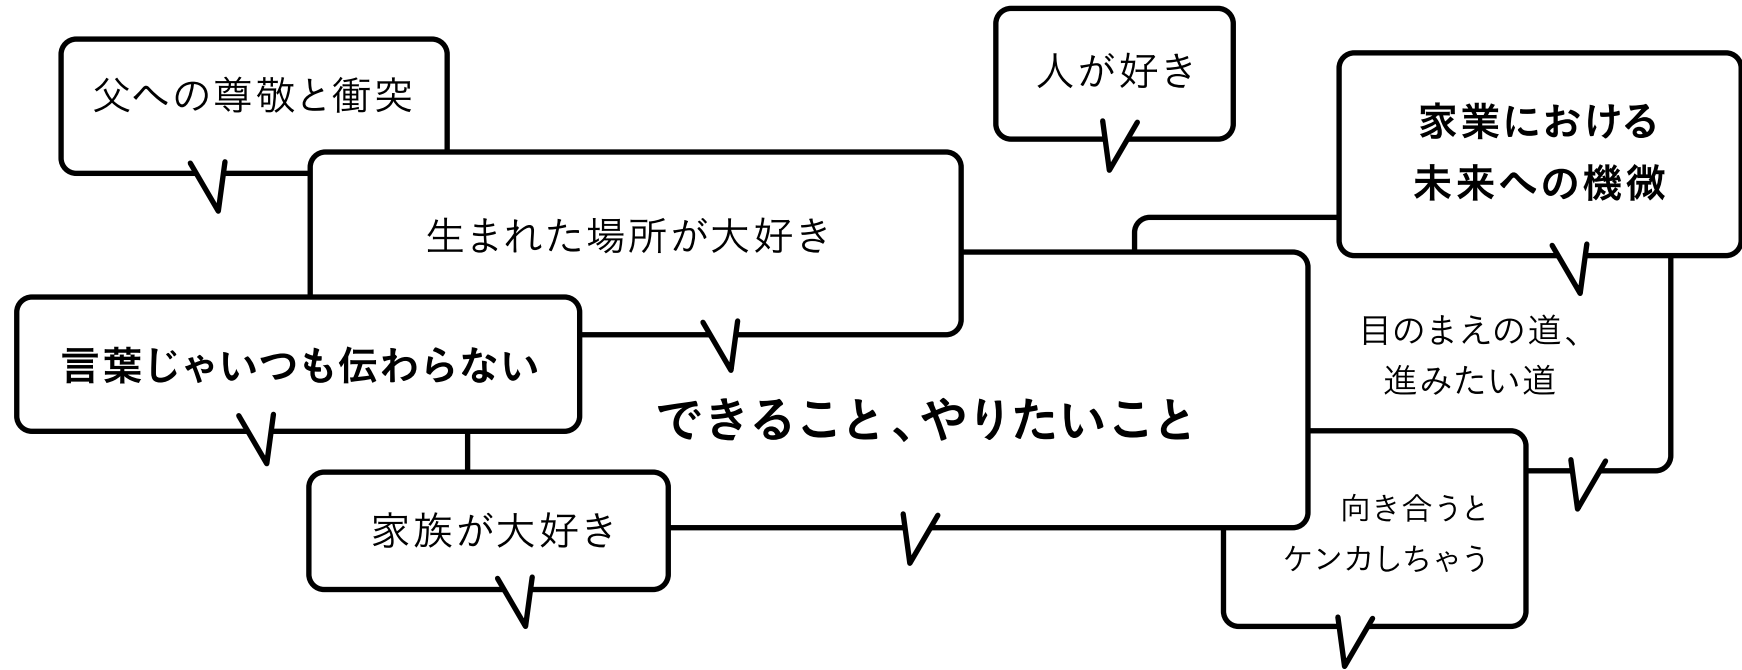 父への尊敬と衝突
人が好き
家業における
未来への機微
生まれた場所が大好き
言葉じゃいつも伝わらない
目のまえの道、
進みたい道
できること、やりたいこと
家族が大好き
向き合うと
ケンカしちゃう